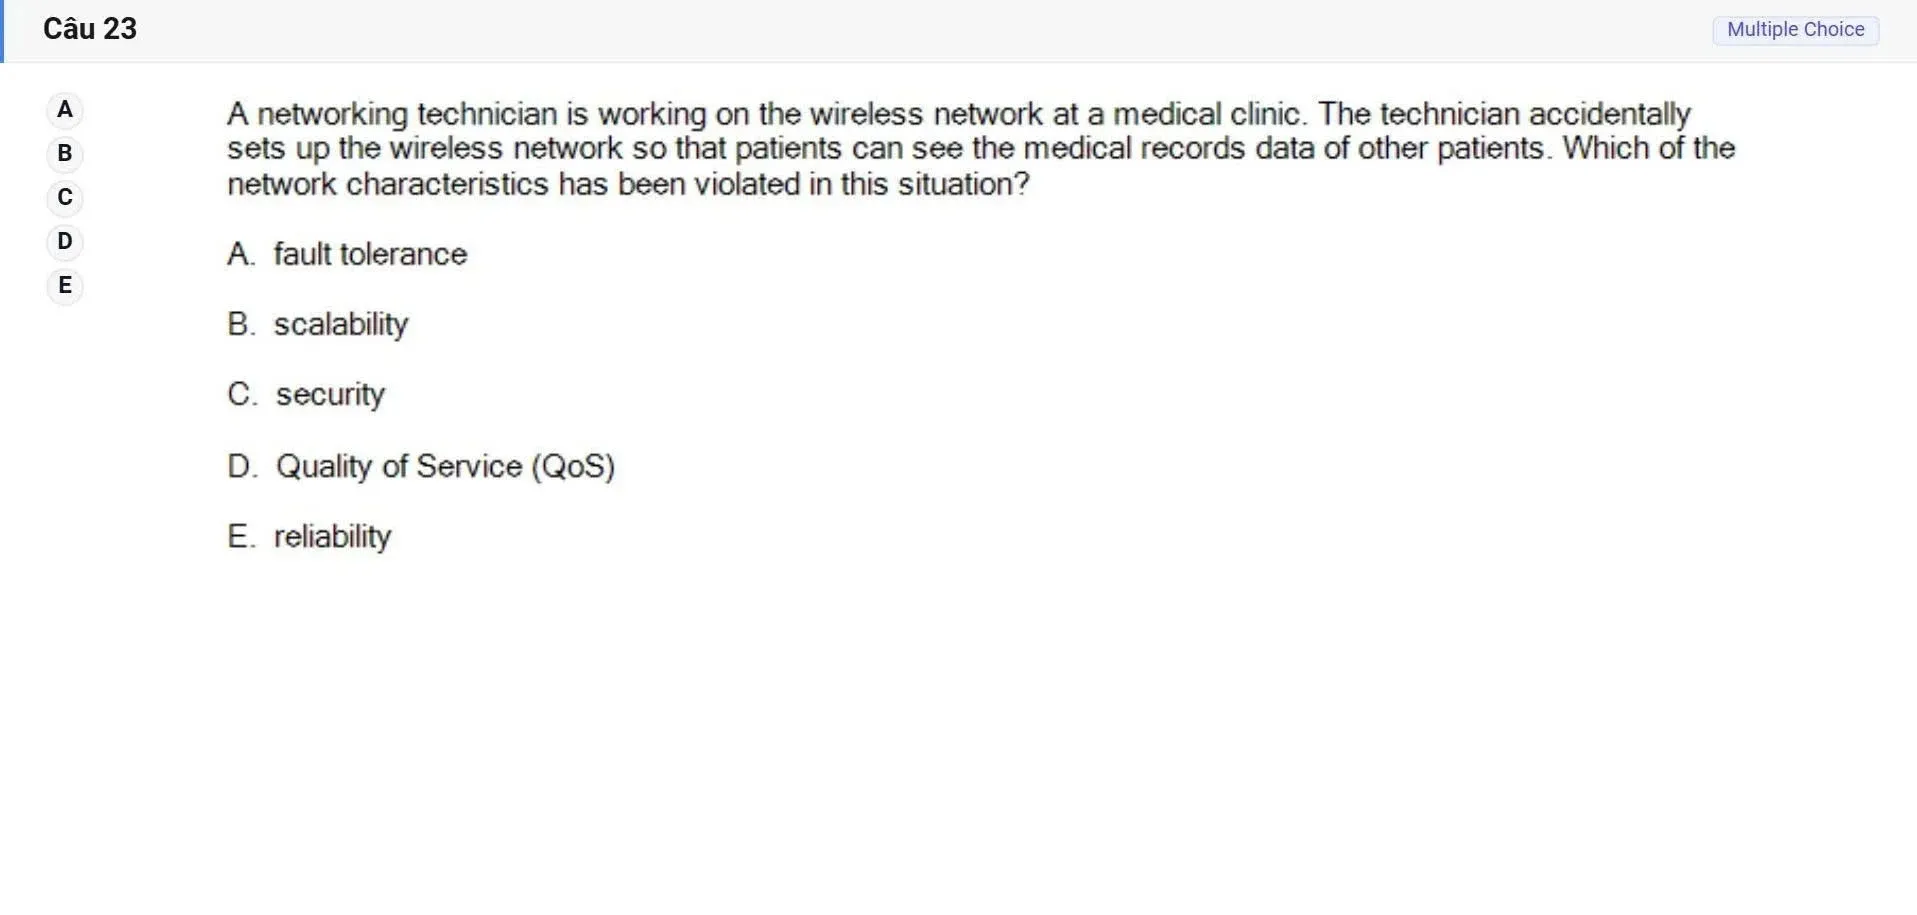 Câu 23
Multiple Choice
A
B
C
D
E
A networking technician is working on the wireless network at a medical clinic. The technician accidentally
sets up the wireless network so that patients can see the medical records data of other patients. Which of the
network characteristics has been violated in this situation?
A. fault tolerance
B. scalability
C. security
D. Quality of Service (QoS)
E. reliability